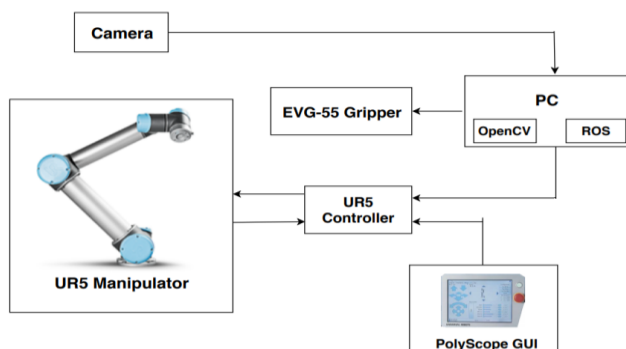 Camera
PC
OpenCV
ROS
EVG-55 Gripper
UR5
Controller
UR5 Manipulator
PolyScope GUI